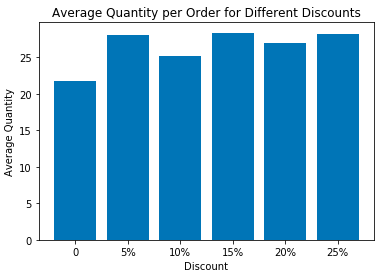 Average Quantity per Order for Different Discounts
Average Quantity
25
20
15
10
5
0
0 5% 10% 15% 20% 25%
Discount